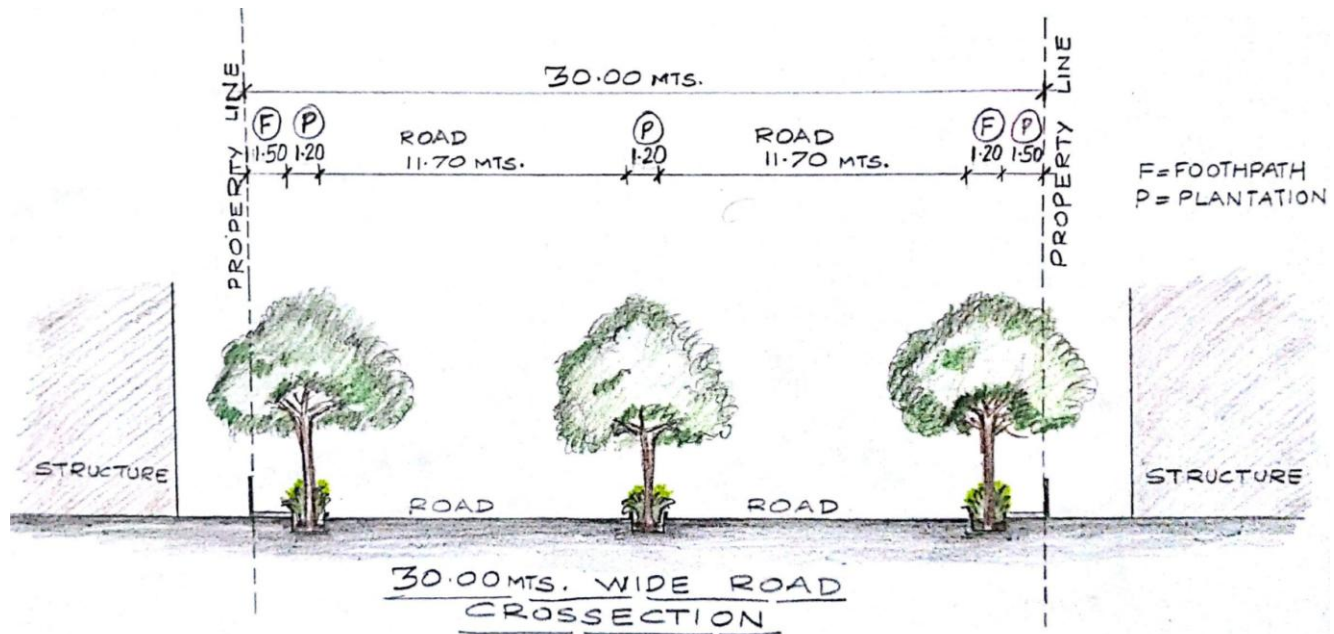 30.00 MTS.
PROPERTY LINE
PROPERTY LINE
F P
1.50 1.20
ROAD
11.70 MTS.
P
1.20
ROAD
11.70 MTS.
F P
1.20 1.50
F=FOOTHPATH
P=PLANTATION
STRUCTURE
ROAD
ROAD
STRUCTURE
30.00 MTS. WIDE ROAD
CROSSECTION